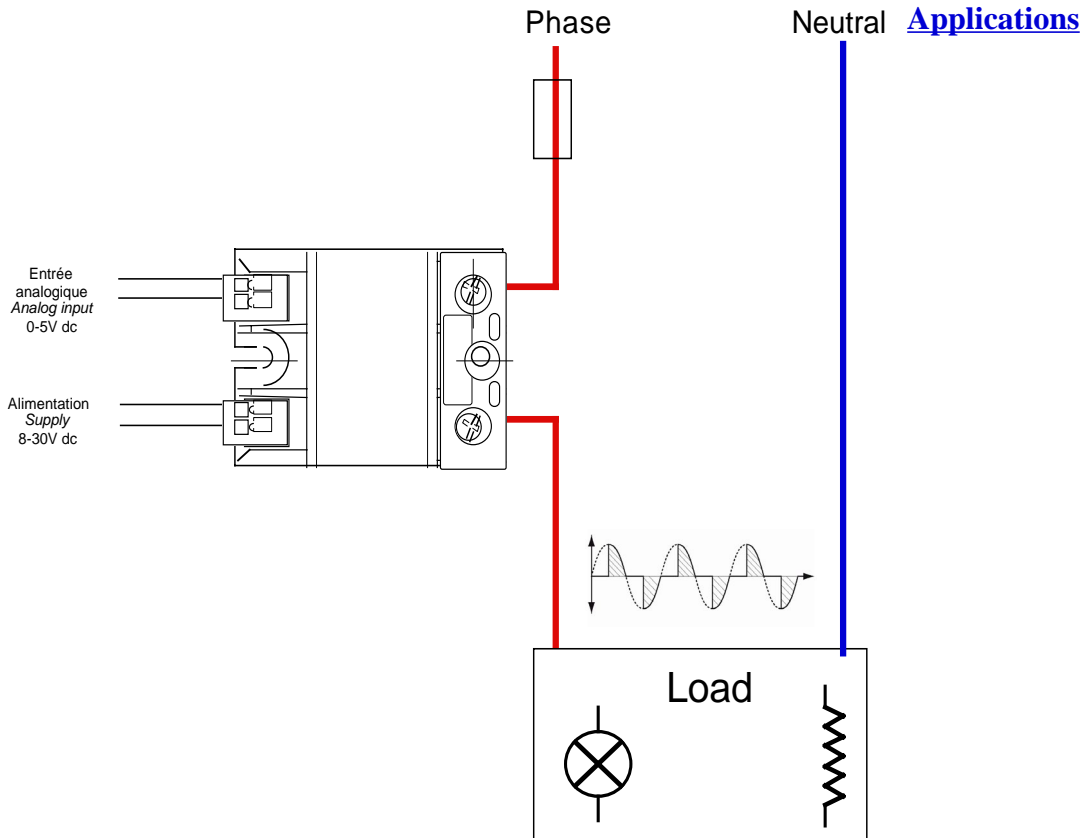 Phase
Neutral
Applications
Entrée
analogique
Analog input
0-5V dc
Alimentation
Supply
8-30V dc
Load